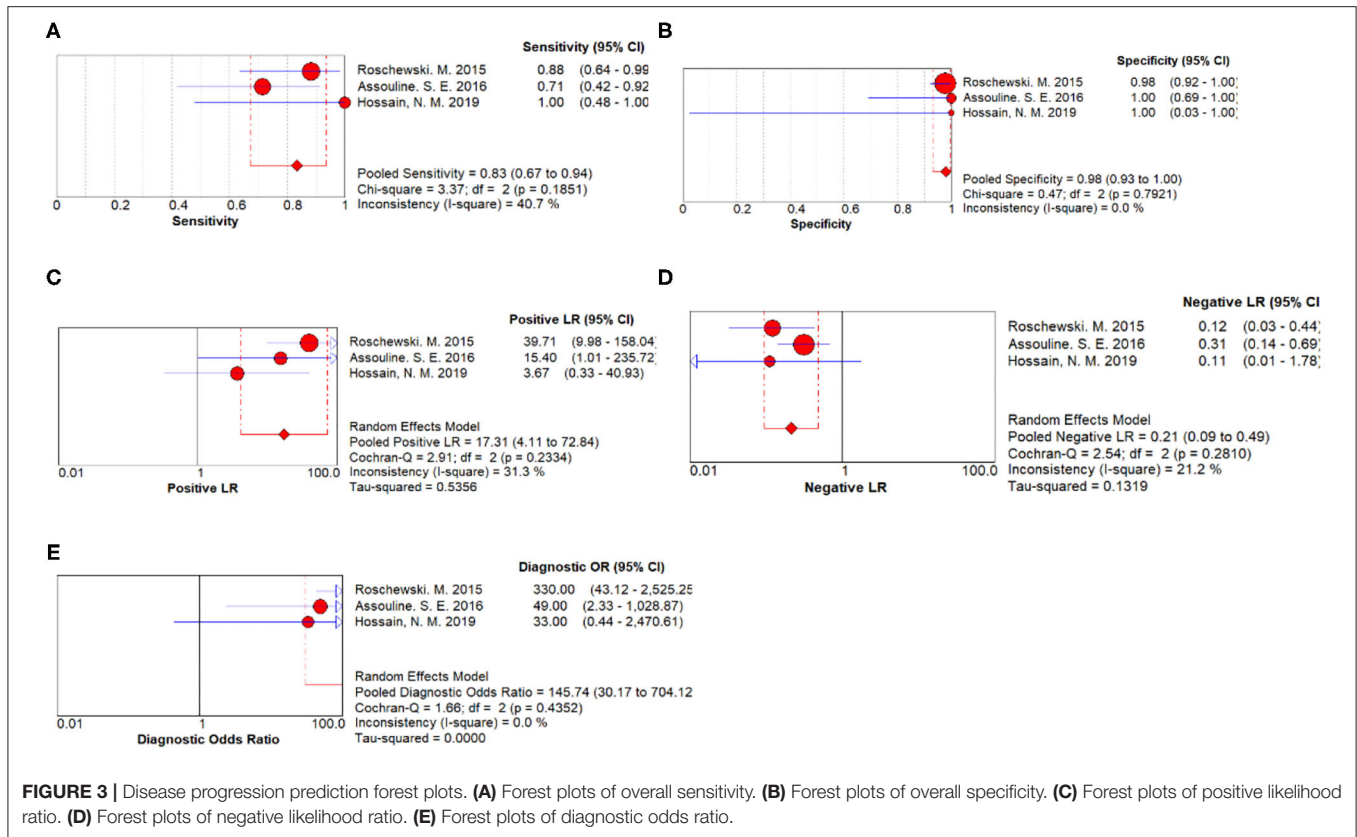 A
Sensitivity (95% CI)
Roschewski. M. 2015 0.88 (0.64 - 0.99
Assouline. S. E. 2016 0.71 (0.42 - 0.92
Hossain, N. M. 2019 1.00 (0.48 - 1.00
Pooled Sensitivity = 0.83 (0.67 to 0.94)
Chi-square = 3.37; df = 2 (p = 0.1851)
Inconsistency (I-square) = 40.7 %
0 0.2 0.4 0.6 0.8 1
Sensitivity
B
Specificity (95% CI)
Roschewski. M. 2015 0.98 (0.92 - 1.00)
Assouline. S. E. 2016 1.00 (0.69 - 1.00)
Hossain, N. M. 2019 1.00 (0.03 - 1.00)
Pooled Specificity = 0.98 (0.93 to 1.00)
Chi-square = 0.47; df = 2 (p = 0.7921)
Inconsistency (I-square) = 0.0 %
0 0.2 0.4 0.6 0.8 1
Specificity
C
Positive LR (95% CI)
Roschewski. M. 2015 39.71 (9.98 - 158.04)
Assouline. S. E. 2016 15.40 (1.01 - 235.72)
Hossain, N. M. 2019 3.67 (0.33 - 40.93)
Random Effects Model
Pooled Positive LR = 17.31 (4.11 to 72.84)
Cochran-Q = 2.91; df = 2 (p = 0.2334)
Inconsistency (I-square) = 31.3 %
Tau-squared = 0.5356
0.01 1 100.0
Positive LR
D
Negative LR (95% CI
Roschewski. M. 2015 0.12 (0.03 - 0.44)
Assouline. S. E. 2016 0.31 (0.14 - 0.69)
Hossain, N. M. 2019 0.11 (0.01 - 1.78)
Random Effects Model
Pooled Negative LR = 0.21 (0.09 to 0.49)
Cochran-Q = 2.54; df = 2 (p = 0.2810)
Inconsistency (I-square) = 21.2 %
Tau-squared = 0.1319
0.01 1 100.0
Negative LR
E
Diagnostic OR (95% CI)
Roschewski. M. 2015 330.00 (43.12 - 2,525.25
Assouline. S. E. 2016 49.00 (2.33 - 1,028.87)
Hossain, N. M. 2019 33.00 (0.44 - 2,470.61)
Random Effects Model
Pooled Diagnostic Odds Ratio = 145.74 (30.17 to 704.12
Cochran-Q = 1.66; df = 2 (p = 0.4352)
Inconsistency (I-square) = 0.0 %
Tau-squared = 0.0000
0.01 1 100.0
Diagnostic Odds Ratio
FIGURE 3 | Disease progression prediction forest plots. (A) Forest plots of overall sensitivity. (B) Forest plots of overall specificity. (C) Forest plots of positive likelihood
ratio. (D) Forest plots of negative likelihood ratio. (E) Forest plots of diagnostic odds ratio.